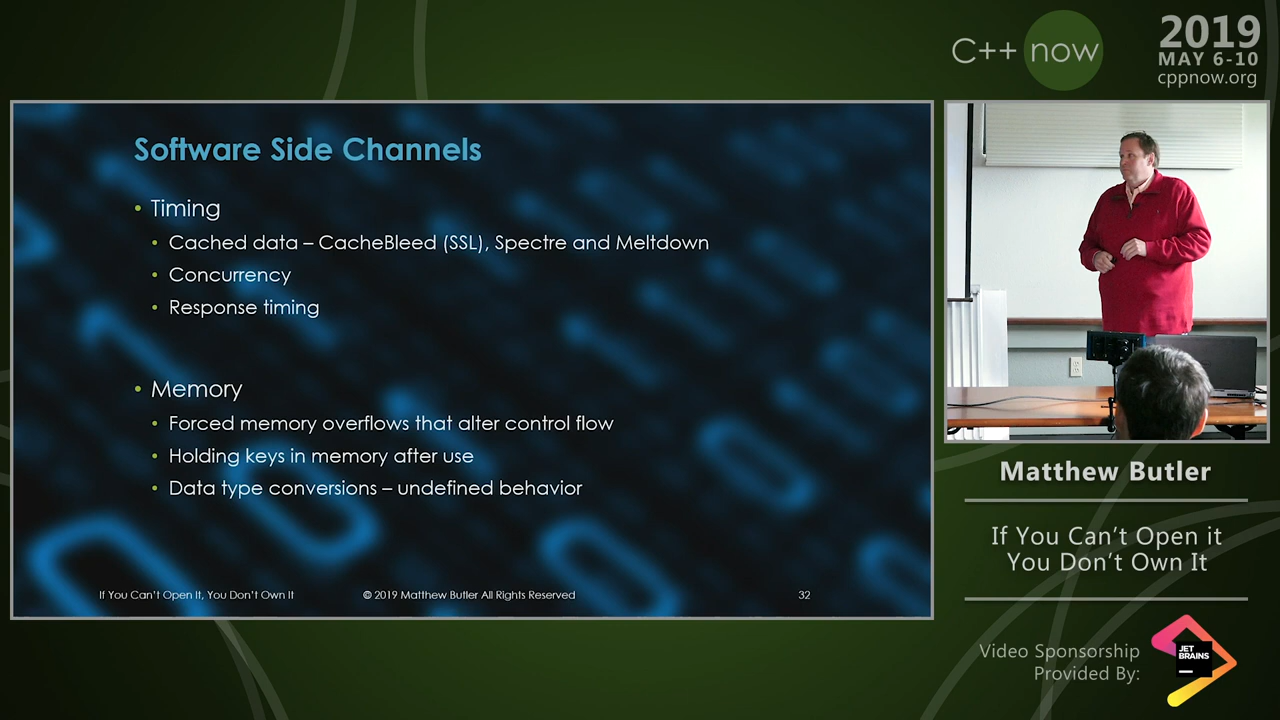 C++ now
2019
MAY 6-10
cppnow.org
Software Side Channels
• Timing
• Cached data – CacheBleed (SSL), Spectre and Meltdown
• Concurrency
• Response timing
• Memory
• Forced memory overflows that alter control flow
• Holding keys in memory after use
• Data type conversions – undefined behavior
If You Can't Open It, You Don't Own It
© 2019 Matthew Butler All Rights Reserved
32
Matthew Butler
If You Can't Open it
You Don't Own It
Video Sponsorship
Provided By:
JET
BRAINS